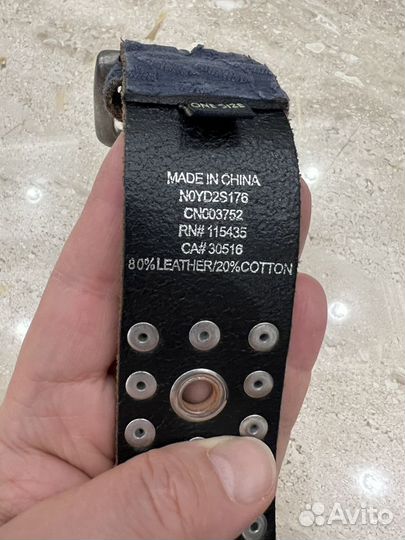 ONE SIZE
MADE IN CHINA
N0YD2S176
CN003752
RN# 115435
CA# 30516
80% LEATHER/20% COTTON
Avito